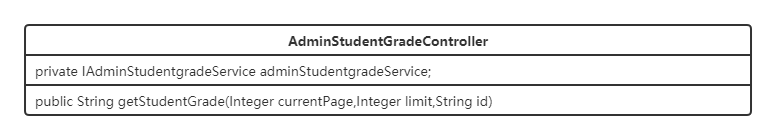 AdminStudentGradeController
private IAdminStudentgradeService adminStudentgradeService;
public String getStudentGrade(Integer currentPage,Integer limit,String id)